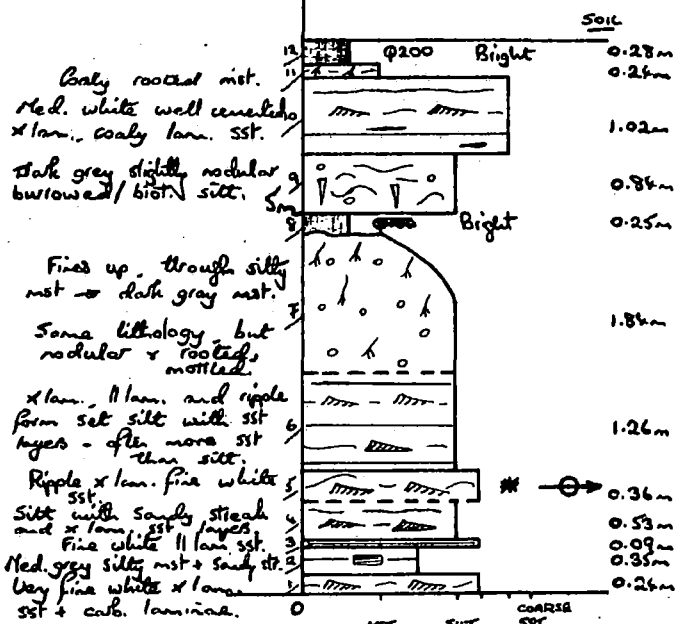 SOIL
12 φ200 Bright 0.28m
11 0.24m
Coaly rooted mst.
Med. white well cemented
x lam., coaly lam. sst.
10 1.02m
Dark grey slightly nodular
burrowed/biot. silt.
9 0.84m
5m
8 Bright 0.25m
Fines up, through silty
mst → dark gray mst.
7 1.84m
Same lithology, but
nodular & rooted,
mottled.
x lam., || lam. and ripple
form set silt with sst
layers - often more sst
than silt.
6 1.26m
Ripple x lam. fine white
sst.
5 0.36m
Silt with sandy streak
and x lam. sst layers.
4 0.53m
Fine white || lam sst.
3 0.09m
Med. grey silty mst + sandy str.
2 0.35m
Very fine white x lam.
sst + carb. laminae.
1 0.24m
0
COARSE